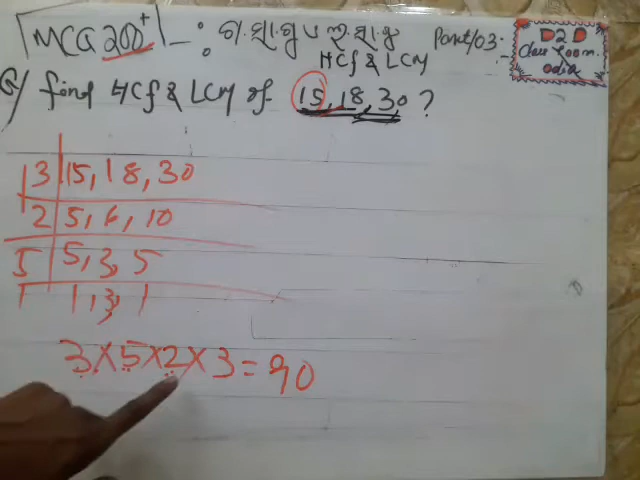 MCQ 200+ -: ଗ.ସା.ଗୁ ଓ ଲ.ସା.ଗୁ Part/03
HCf & LCM
D2D
Class Room
Odia
Q/ find HCf & LCM of 15, 18, 30 ?
3 | 15, 18, 30
2 | 5, 6, 10
5 | 5, 3, 5
1, 3, 1
3 X 5 X 2 X 3 = 90